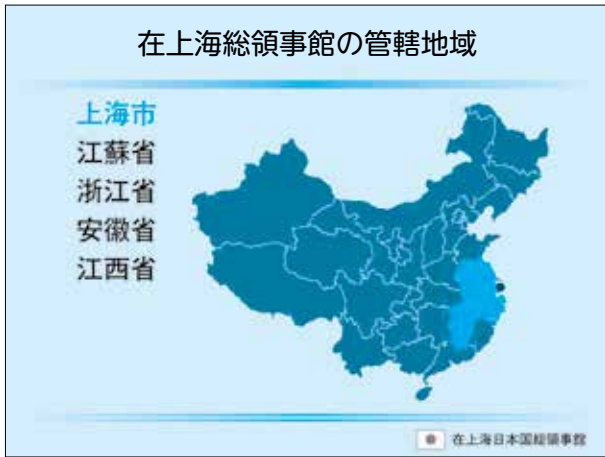 在上海総領事館の管轄地域
上海市
江蘇省
浙江省
安徽省
江西省
在上海日本国総領事館